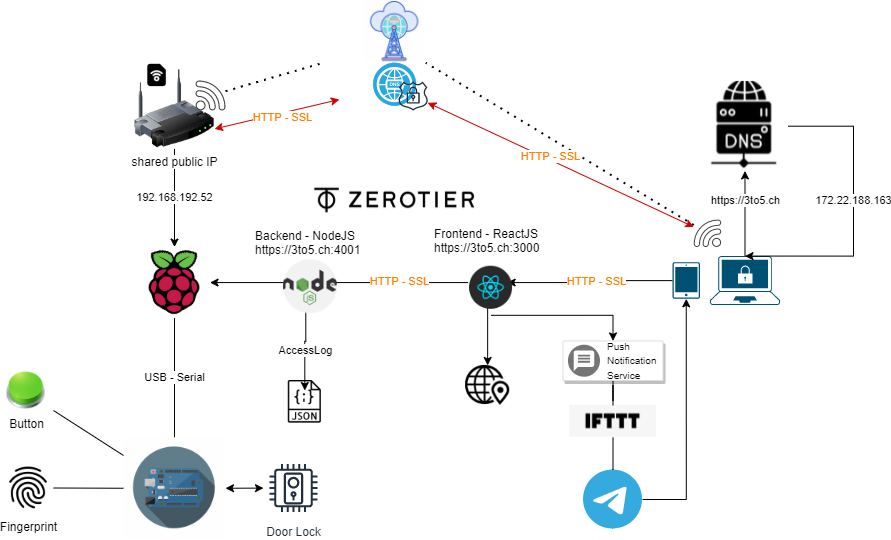 DNS
HTTP - SSL
DNS
shared public IP
HTTP - SSL
192.168.192.52
https://3to5.ch
172.22.188.163
ZEROTIER
Backend - NodeJS
https://3to5.ch:4001
Frontend - ReactJS
https://3to5.ch:3000
node
JS
HTTP - SSL
HTTP - SSL
AccessLog
Push
Notification
Service
USB - Serial
{;}
JSON
IFTTT
Button
Fingerprint
Door Lock